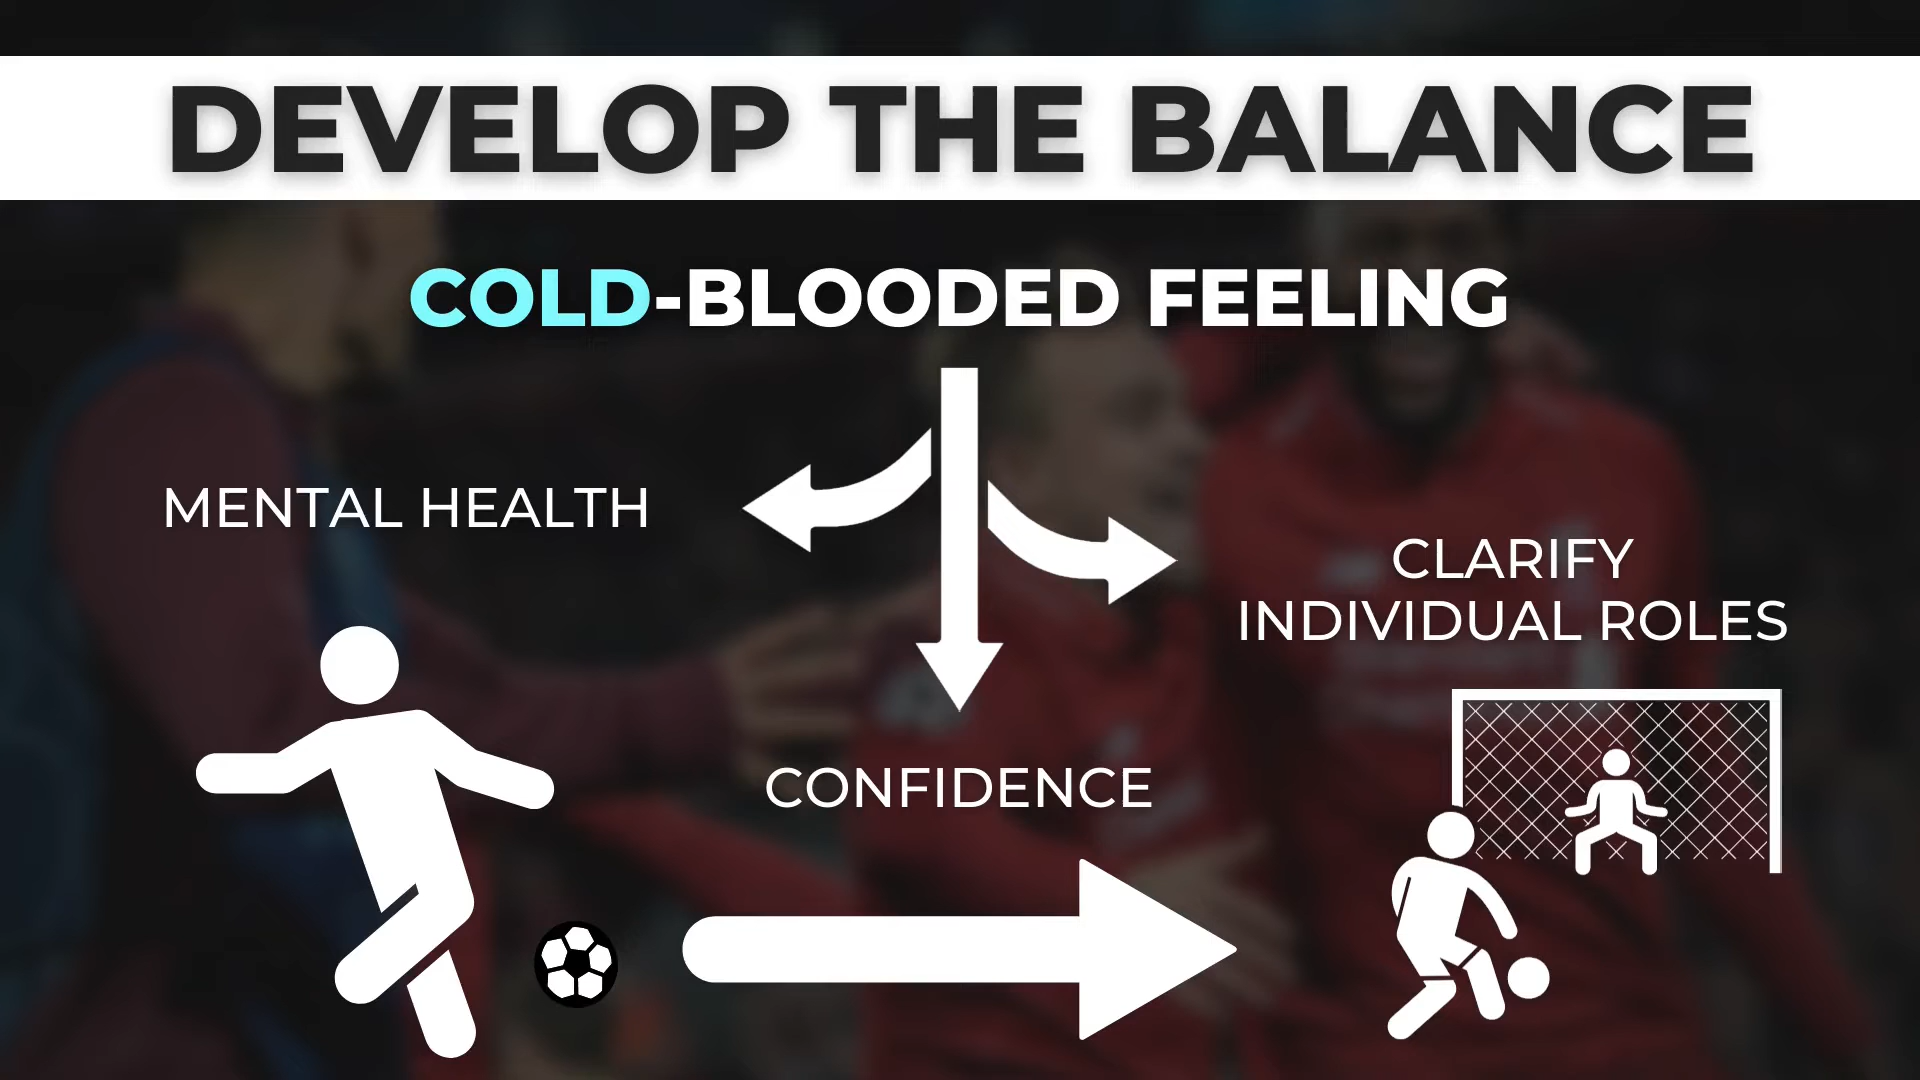 DEVELOP THE BALANCE
COLD-BLOODED FEELING
MENTAL HEALTH
CLARIFY
INDIVIDUAL ROLES
CONFIDENCE